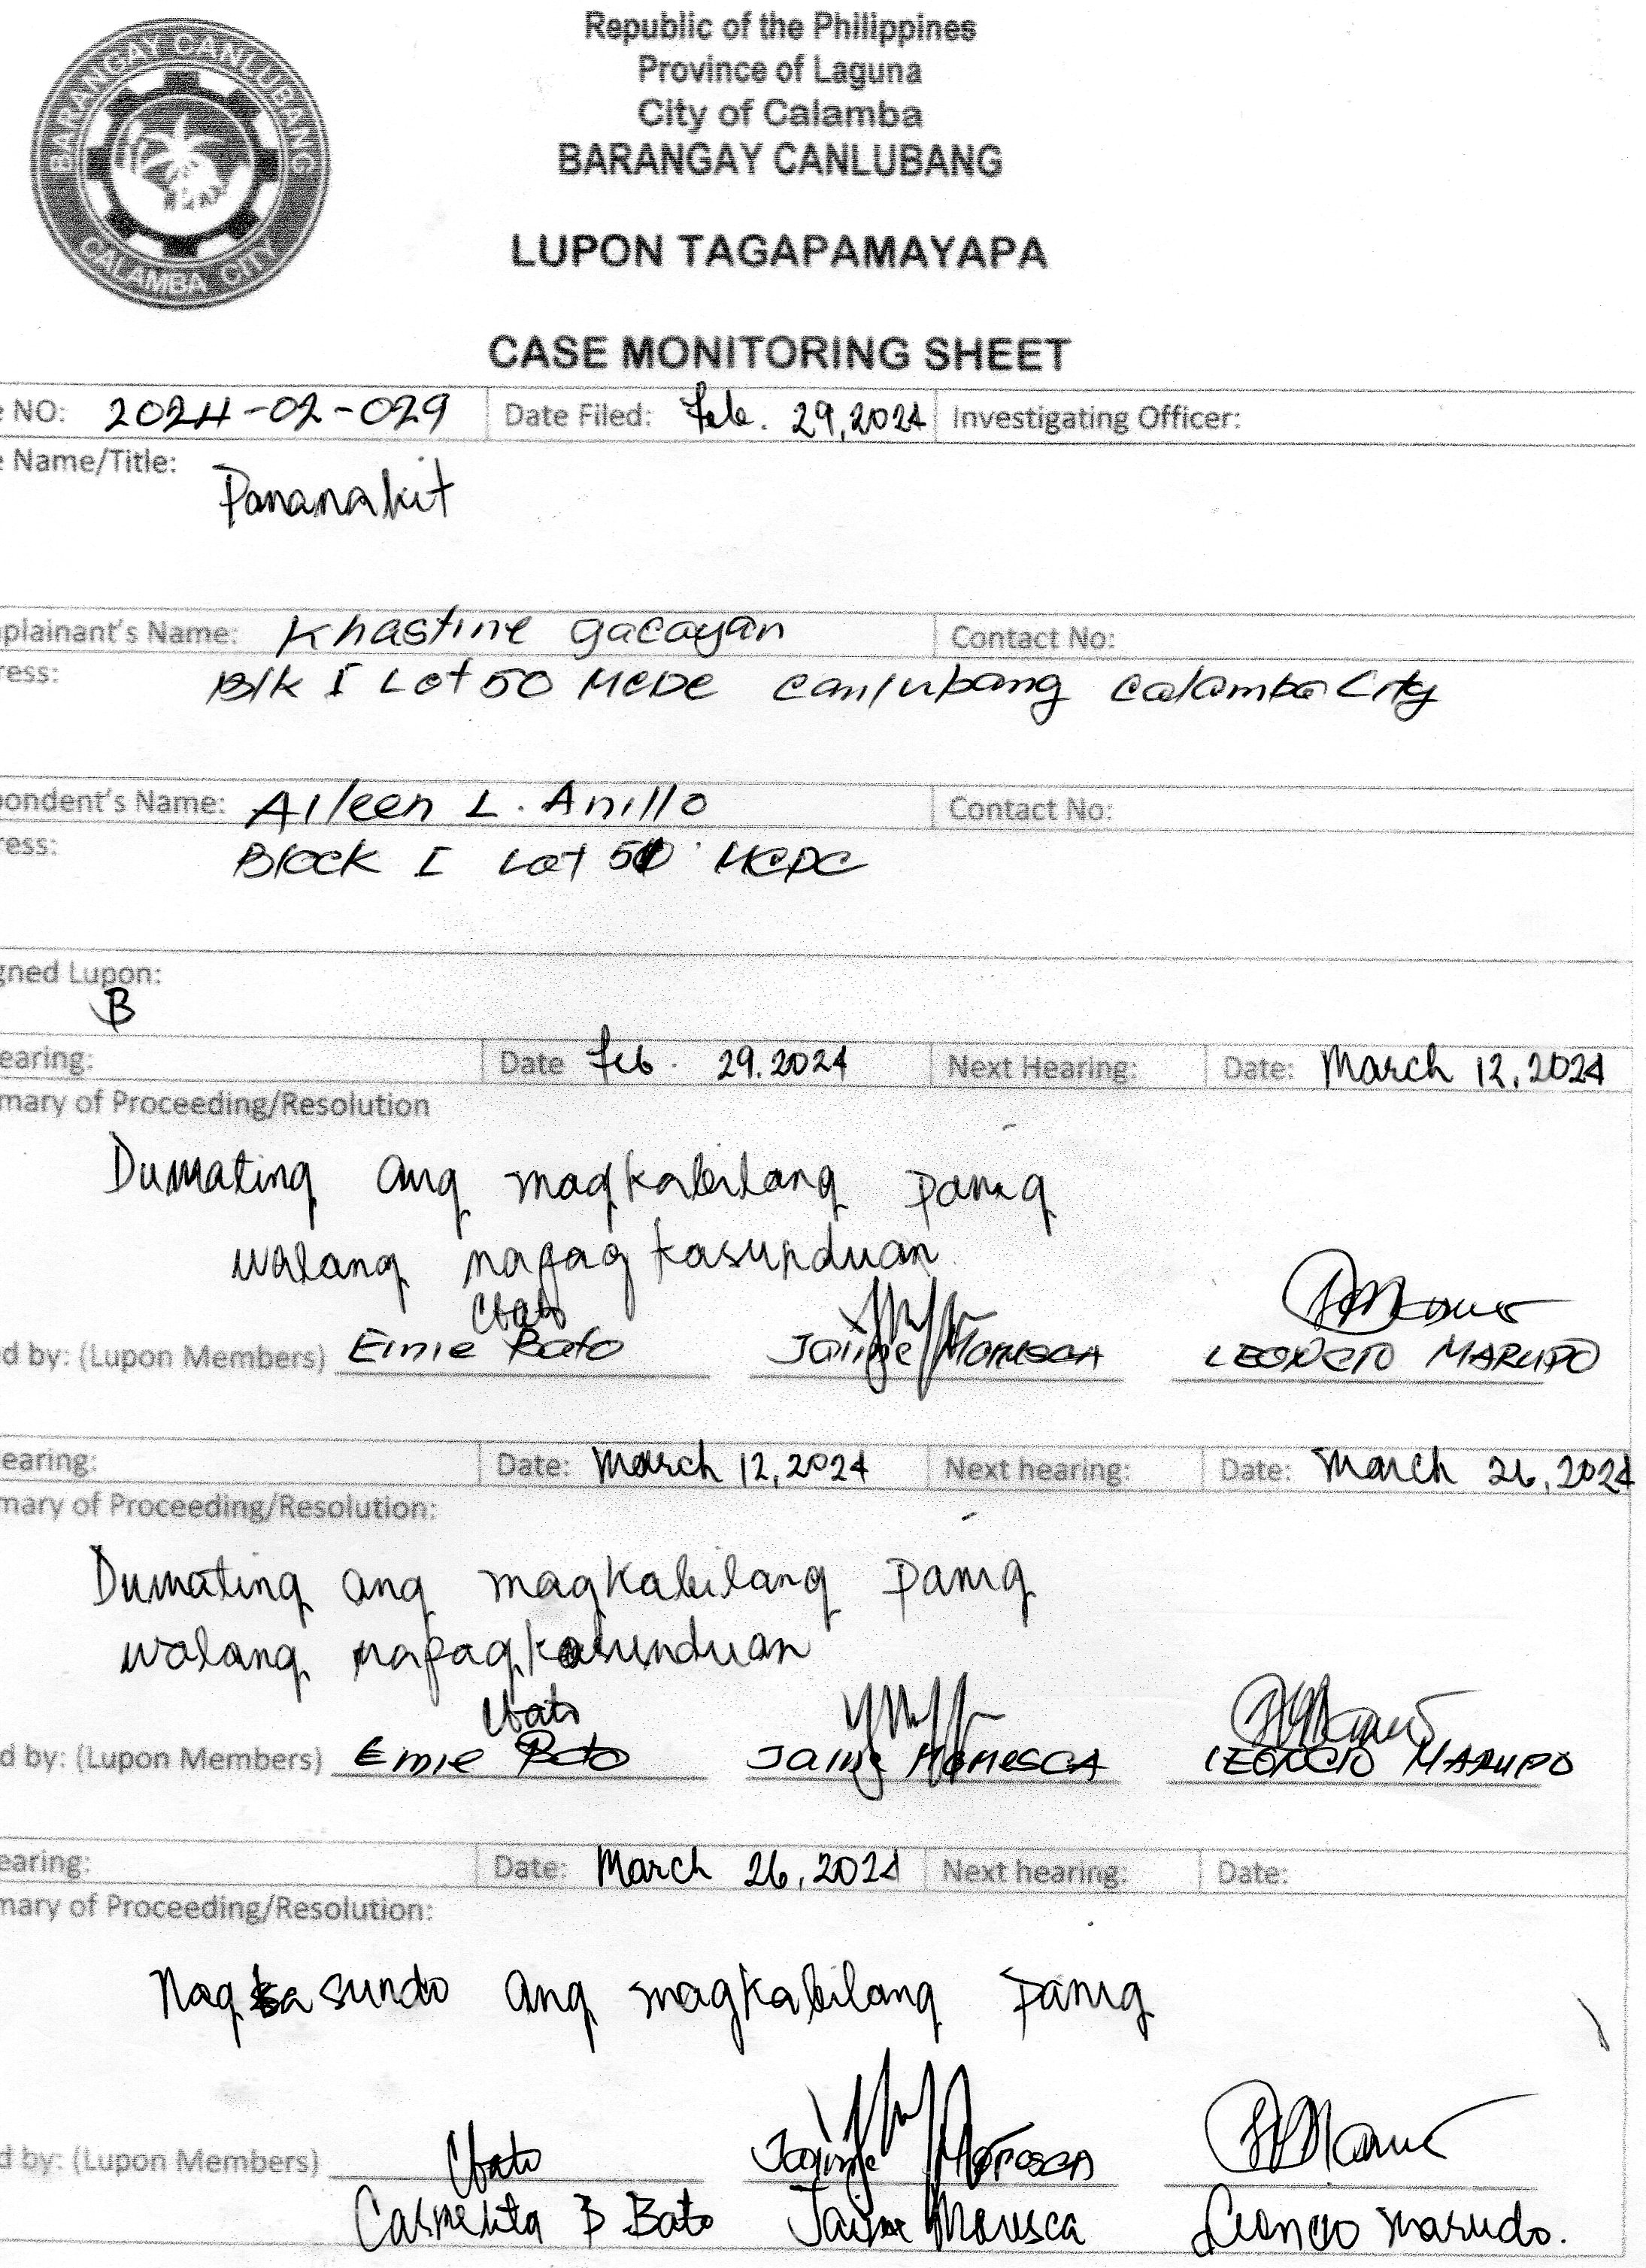 BARANGAY CANLUBANG
CALAMBA CITY
Republic of the Philippines
Province of Laguna
City of Calamba
BARANGAY CANLUBANG
LUPON TAGAPAMAYAPA
CASE MONITORING SHEET
NO: 2024-02-029 Date Filed: Feb. 29, 2024 Investigating Officer:
Name/Title:
Pananakit
plainant's Name: Khastine gacayan Contact No:
ress: Blk I Lot 50 MCDC canlubang calamba City
pondent's Name: Aileen L. Anillo Contact No:
ress: Block I Lot MCDC
gned Lupon:
B
earing: Date Feb. 29. 2024 Next Hearing: Date: March 12, 2024
mary of Proceeding/Resolution
Dumating ang magkabilang panig
walang napagkasunduan
Cbato
d by: (Lupon Members) Emie Bato Jaime Moresca LEONCIO MARUDO
earing: Date: March 12, 2024 Next hearing: Date: March 26, 2024
mary of Proceeding/Resolution:
Dumating ang magkabilang panig
walang napagkasunduan
Cbato
d by: (Lupon Members) Emie Bato Jaime MORESCA LEONCIO MARUDO
earing: Date: March 26, 2024 Next hearing: Date:
mary of Proceeding/Resolution:
Nagkasundo ang magkabilang panig
d by: (Lupon Members) Cbato Jaime MORESCA
Carmelita B Bato Jaime Moresca Leoncio marudo.